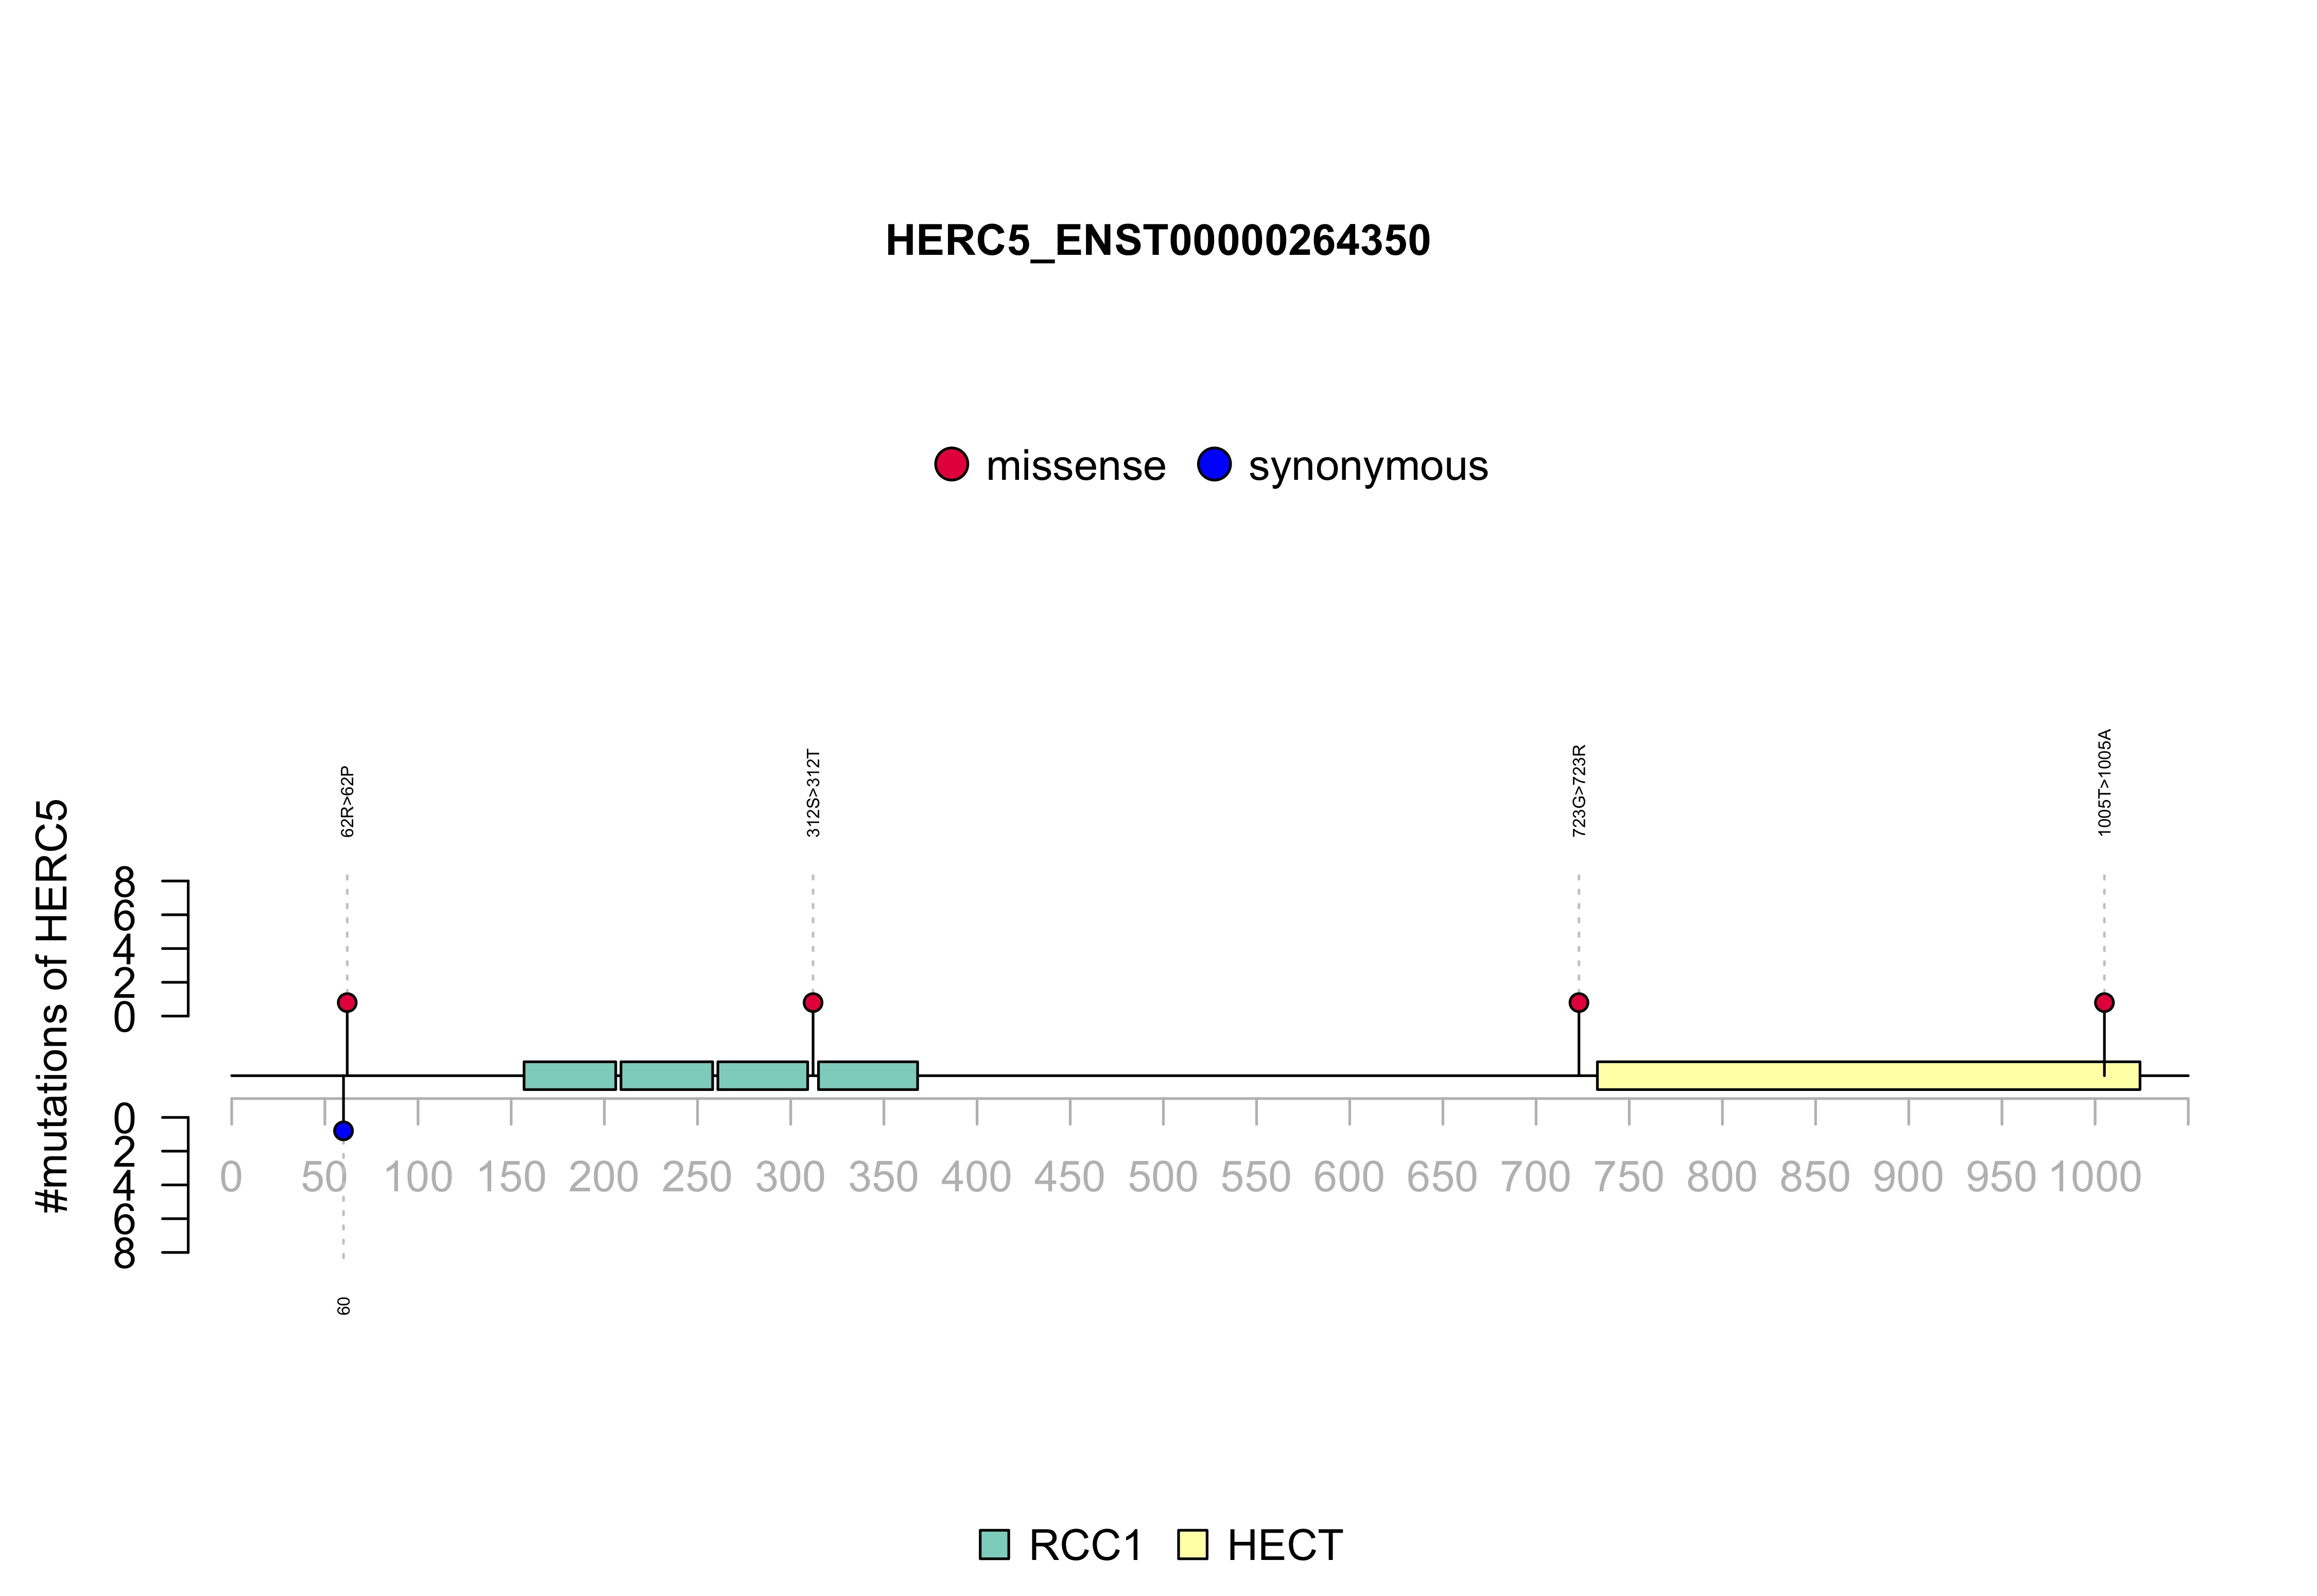 HERC5_ENST00000264350
missense synonymous
62R>62P 312S>312T 723G>723R 1005T>1005A
#mutations of HERC5
8
6
4
2
0
0
2
4
6
8
0 50 100 150 200 250 300 350 400 450 500 550 600 650 700 750 800 850 900 950 1000
60
RCC1 HECT